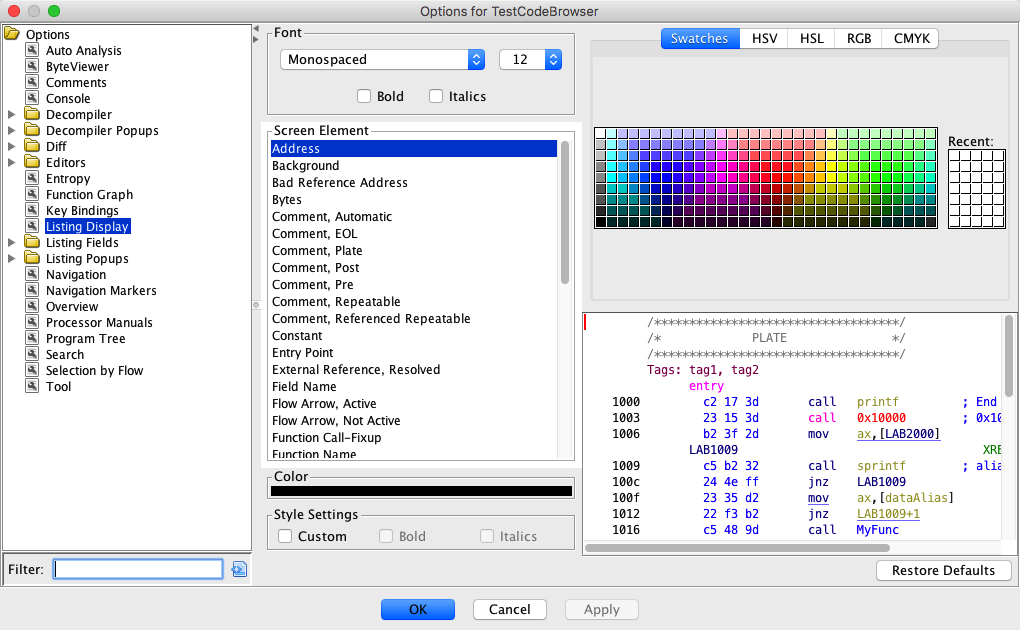 Options for TestCodeBrowser
Options
Auto Analysis
ByteViewer
Comments
Console
Decompiler
Decompiler Popups
Diff
Editors
Entropy
Function Graph
Key Bindings
Listing Display
Listing Fields
Listing Popups
Navigation
Navigation Markers
Overview
Processor Manuals
Program Tree
Search
Selection by Flow
Tool
Filter:
Font
Monospaced 12
Bold Italics
Screen Element
Address
Background
Bad Reference Address
Bytes
Comment, Automatic
Comment, EOL
Comment, Plate
Comment, Post
Comment, Pre
Comment, Repeatable
Comment, Referenced Repeatable
Constant
Entry Point
External Reference, Resolved
Field Name
Flow Arrow, Active
Flow Arrow, Not Active
Function Call-Fixup
Function Name
Color
Style Settings
Custom Bold Italics
Swatches HSV HSL RGB CMYK
Recent:
/***********************************/
/* PLATE */
/***********************************/
Tags: tag1, tag2
entry
1000 c2 17 3d call printf ; End
1003 23 15 3d call 0x10000 ; 0x10
1006 b2 3f 2d mov ax,[LAB2000]
LAB1009 XRE
1009 c5 b2 32 call sprintf ; alia
100c 24 4e ff jnz LAB1009
100f 23 35 d2 mov ax,[dataAlias]
1012 22 f3 b2 jnz LAB1009+1
1016 c5 48 9d call MyFunc
Restore Defaults
OK Cancel Apply